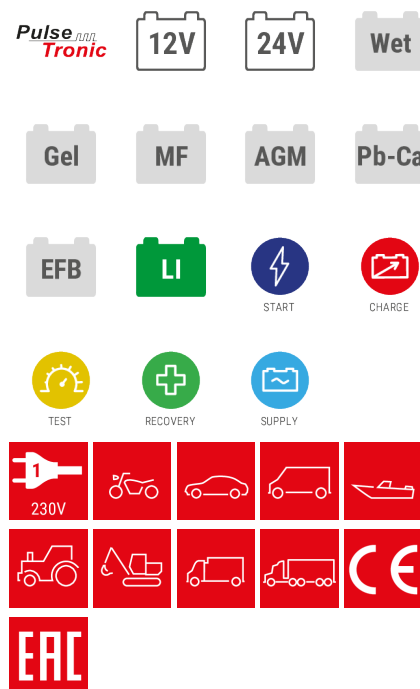 Pulse
Tronic
12V
24V
Wet
Gel
MF
AGM
Pb-Ca
EFB
LI
START
CHARGE
TEST
RECOVERY
SUPPLY
1
230V
CE
EAC